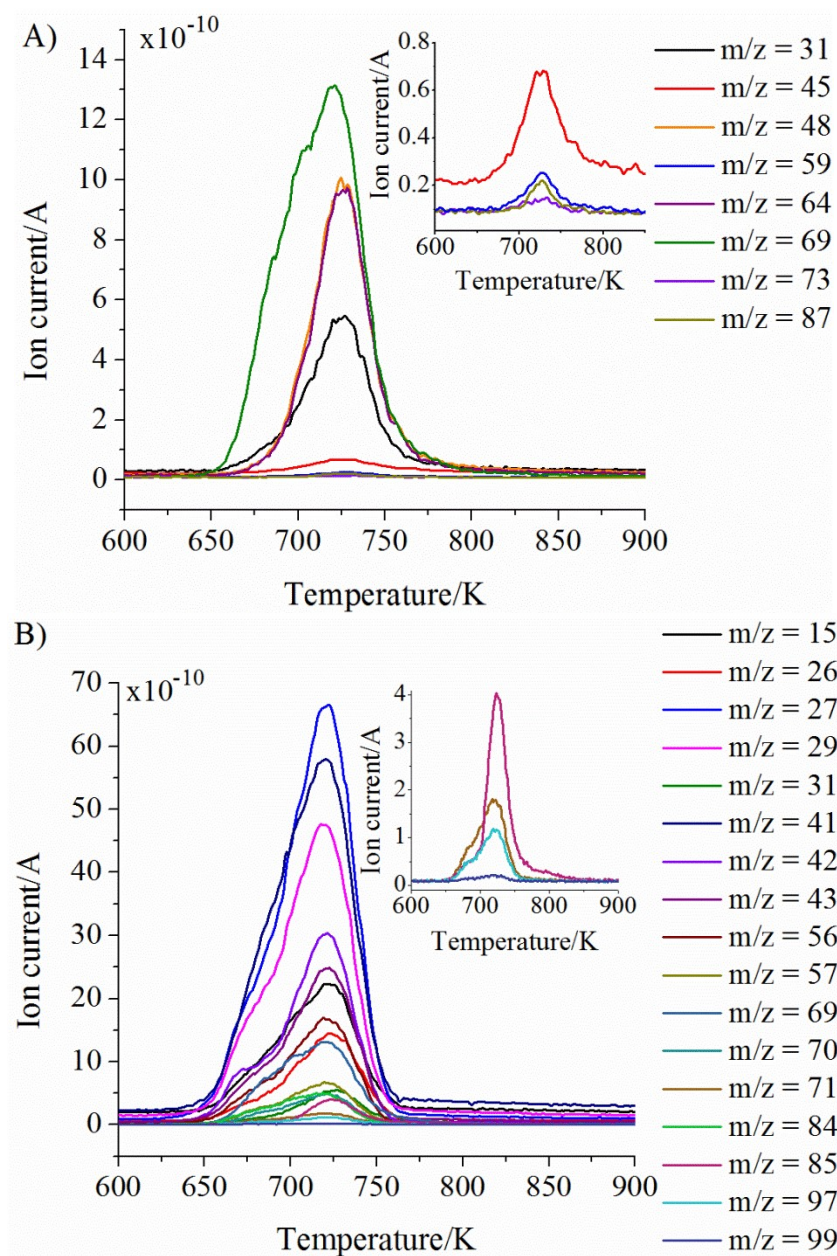 A)
x10-10
Ion current/A
14
12
10
8
6
4
2
0
600 650 700 750 800 850 900
Temperature/K
Ion current/A
0.8
0.6
0.4
0.2
600 700 800
Temperature/K
m/z = 31
m/z = 45
m/z = 48
m/z = 59
m/z = 64
m/z = 69
m/z = 73
m/z = 87
B)
x10-10
Ion current/A
70
60
50
40
30
20
10
0
600 650 700 750 800 850 900
Temperature/K
Ion current/A
4
3
2
1
0
600 700 800 900
Temperature/K
m/z = 15
m/z = 26
m/z = 27
m/z = 29
m/z = 31
m/z = 41
m/z = 42
m/z = 43
m/z = 56
m/z = 57
m/z = 69
m/z = 70
m/z = 71
m/z = 84
m/z = 85
m/z = 97
m/z = 99